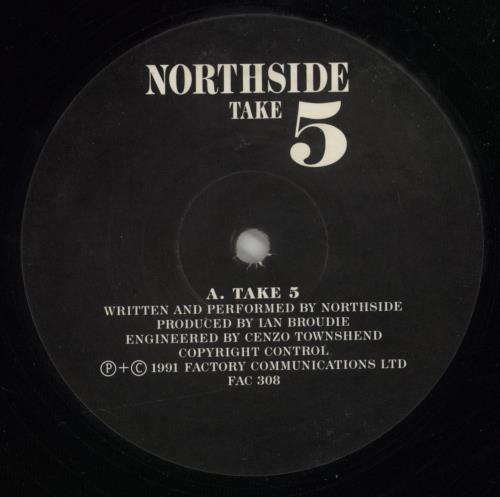 NORTHSIDE
TAKE 5
A. TAKE 5
WRITTEN AND PERFORMED BY NORTHSIDE
PRODUCED BY IAN BROUDIE
ENGINEERED BY CENZO TOWNSHEND
COPYRIGHT CONTROL
Ⓟ+© 1991 FACTORY COMMUNICATIONS LTD
FAC 308